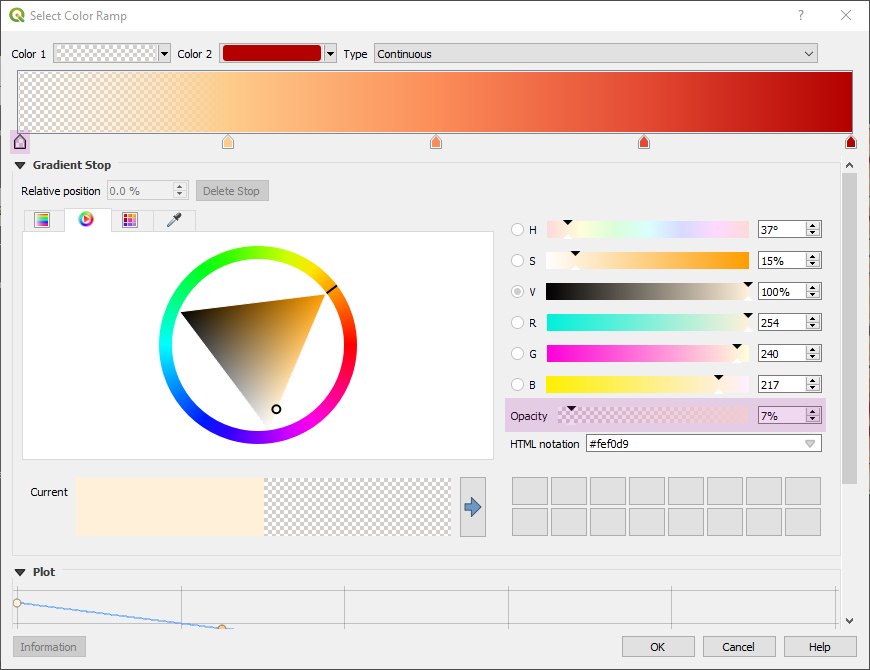 Select Color Ramp
Color 1 Color 2 Type Continuous
Gradient Stop
Relative position 0.0 % Delete Stop
H 37°
S 15%
V 100%
R 254
G 240
B 217
Opacity 7%
HTML notation #fef0d9
Current
Plot
Information OK Cancel Help